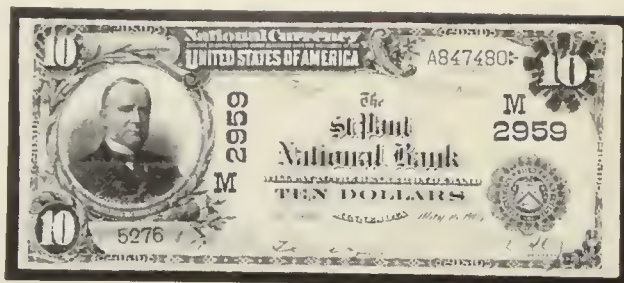 10
National Currency
UNITED STATES OF AMERICA
A847480
10
The
St. Paul
National Bank
M
2959
M
2959
TEN DOLLARS
10
5276